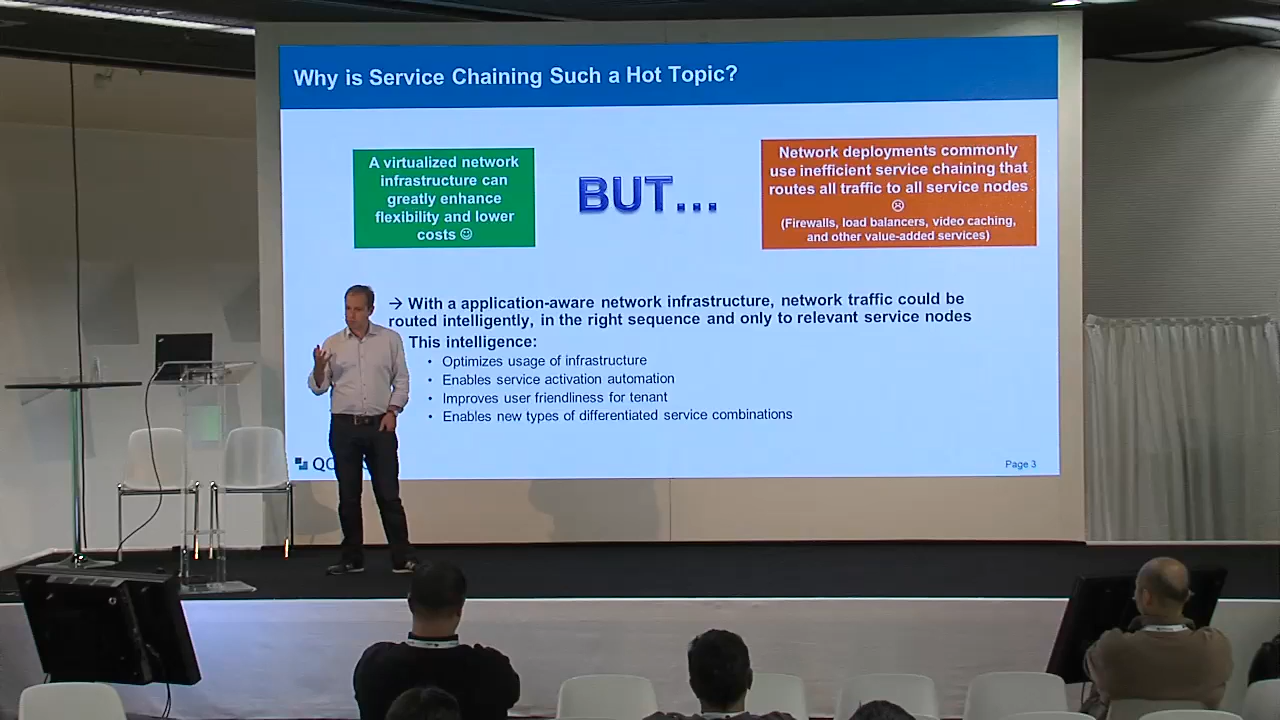 Why is Service Chaining Such a Hot Topic?
A virtualized network
infrastructure can
greatly enhance
flexibility and lower
costs ☺
BUT...
Network deployments commonly
use inefficient service chaining that
routes all traffic to all service nodes
☹
(Firewalls, load balancers, video caching,
and other value-added services)
→ With a application-aware network infrastructure, network traffic could be
routed intelligently, in the right sequence and only to relevant service nodes
This intelligence:
• Optimizes usage of infrastructure
• Enables service activation automation
• Improves user friendliness for tenant
• Enables new types of differentiated service combinations
Page 3